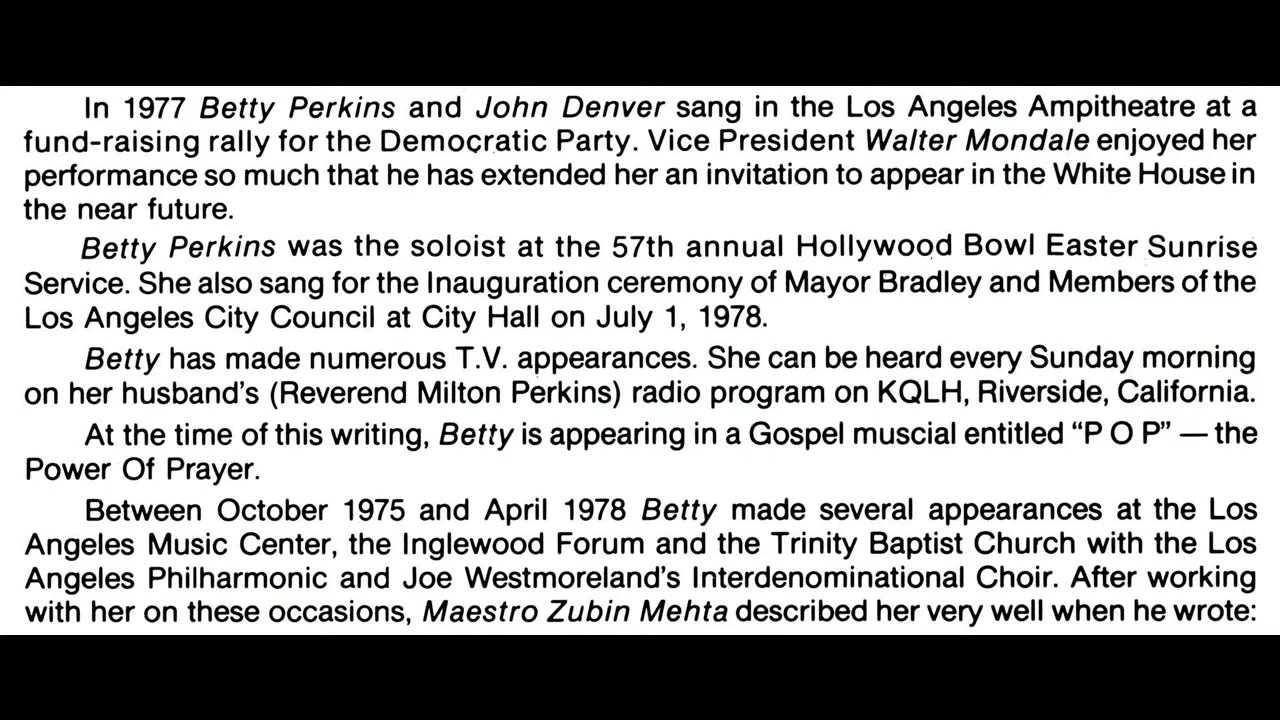 In 1977 Betty Perkins and John Denver sang in the Los Angeles Ampitheatre at a
fund-raising rally for the Democratic Party. Vice President Walter Mondale enjoyed her
performance so much that he has extended her an invitation to appear in the White House in
the near future.
Betty Perkins was the soloist at the 57th annual Hollywood Bowl Easter Sunrise
Service. She also sang for the Inauguration ceremony of Mayor Bradley and Members of the
Los Angeles City Council at City Hall on July 1, 1978.
Betty has made numerous T.V. appearances. She can be heard every Sunday morning
on her husband's (Reverend Milton Perkins) radio program on KQLH, Riverside, California.
At the time of this writing, Betty is appearing in a Gospel muscial entitled “P O P” — the
Power Of Prayer.
Between October 1975 and April 1978 Betty made several appearances at the Los
Angeles Music Center, the Inglewood Forum and the Trinity Baptist Church with the Los
Angeles Philharmonic and Joe Westmoreland's Interdenominational Choir. After working
with her on these occasions, Maestro Zubin Mehta described her very well when he wrote: